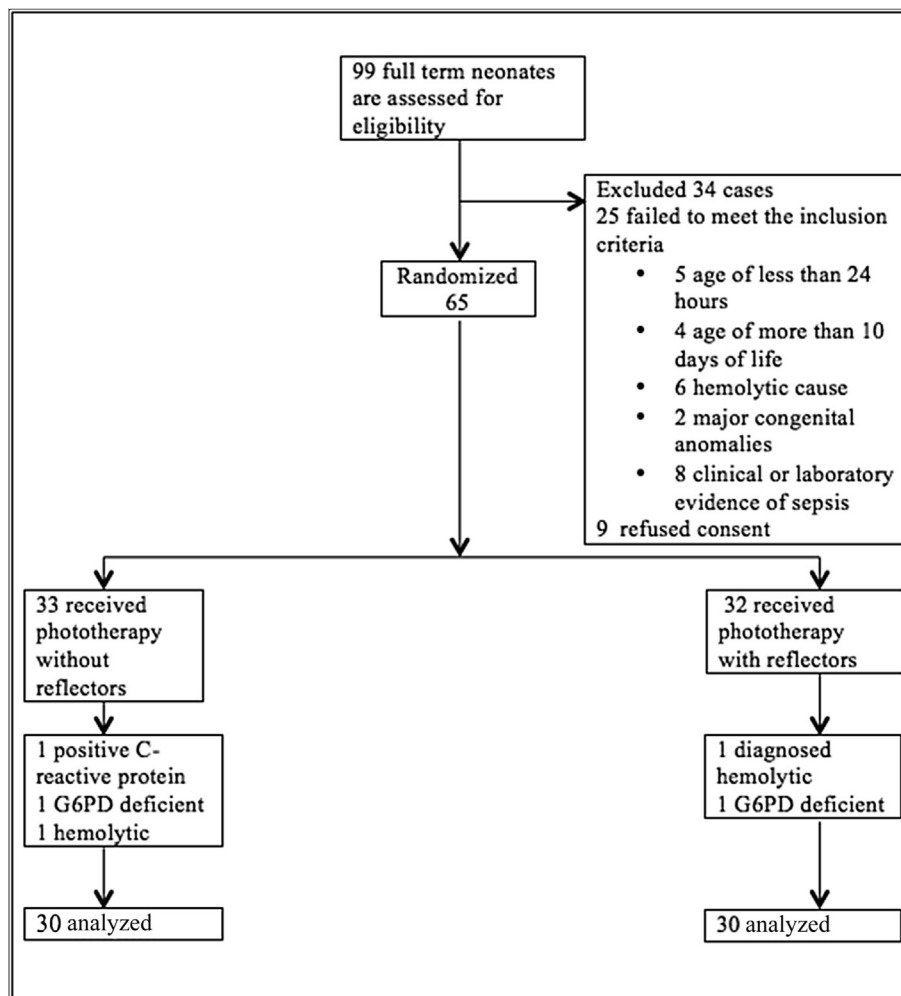 99 full term neonates
are assessed for
eligibility
Excluded 34 cases
25 failed to meet the inclusion
criteria
• 5 age of less than 24
hours
• 4 age of more than 10
days of life
• 6 hemolytic cause
• 2 major congenital
anomalies
• 8 clinical or laboratory
evidence of sepsis
9 refused consent
Randomized
65
33 received
phototherapy
without
reflectors
32 received
phototherapy
with reflectors
1 positive C-
reactive protein
1 G6PD deficient
1 hemolytic
1 diagnosed
hemolytic
1 G6PD deficient
30 analyzed
30 analyzed